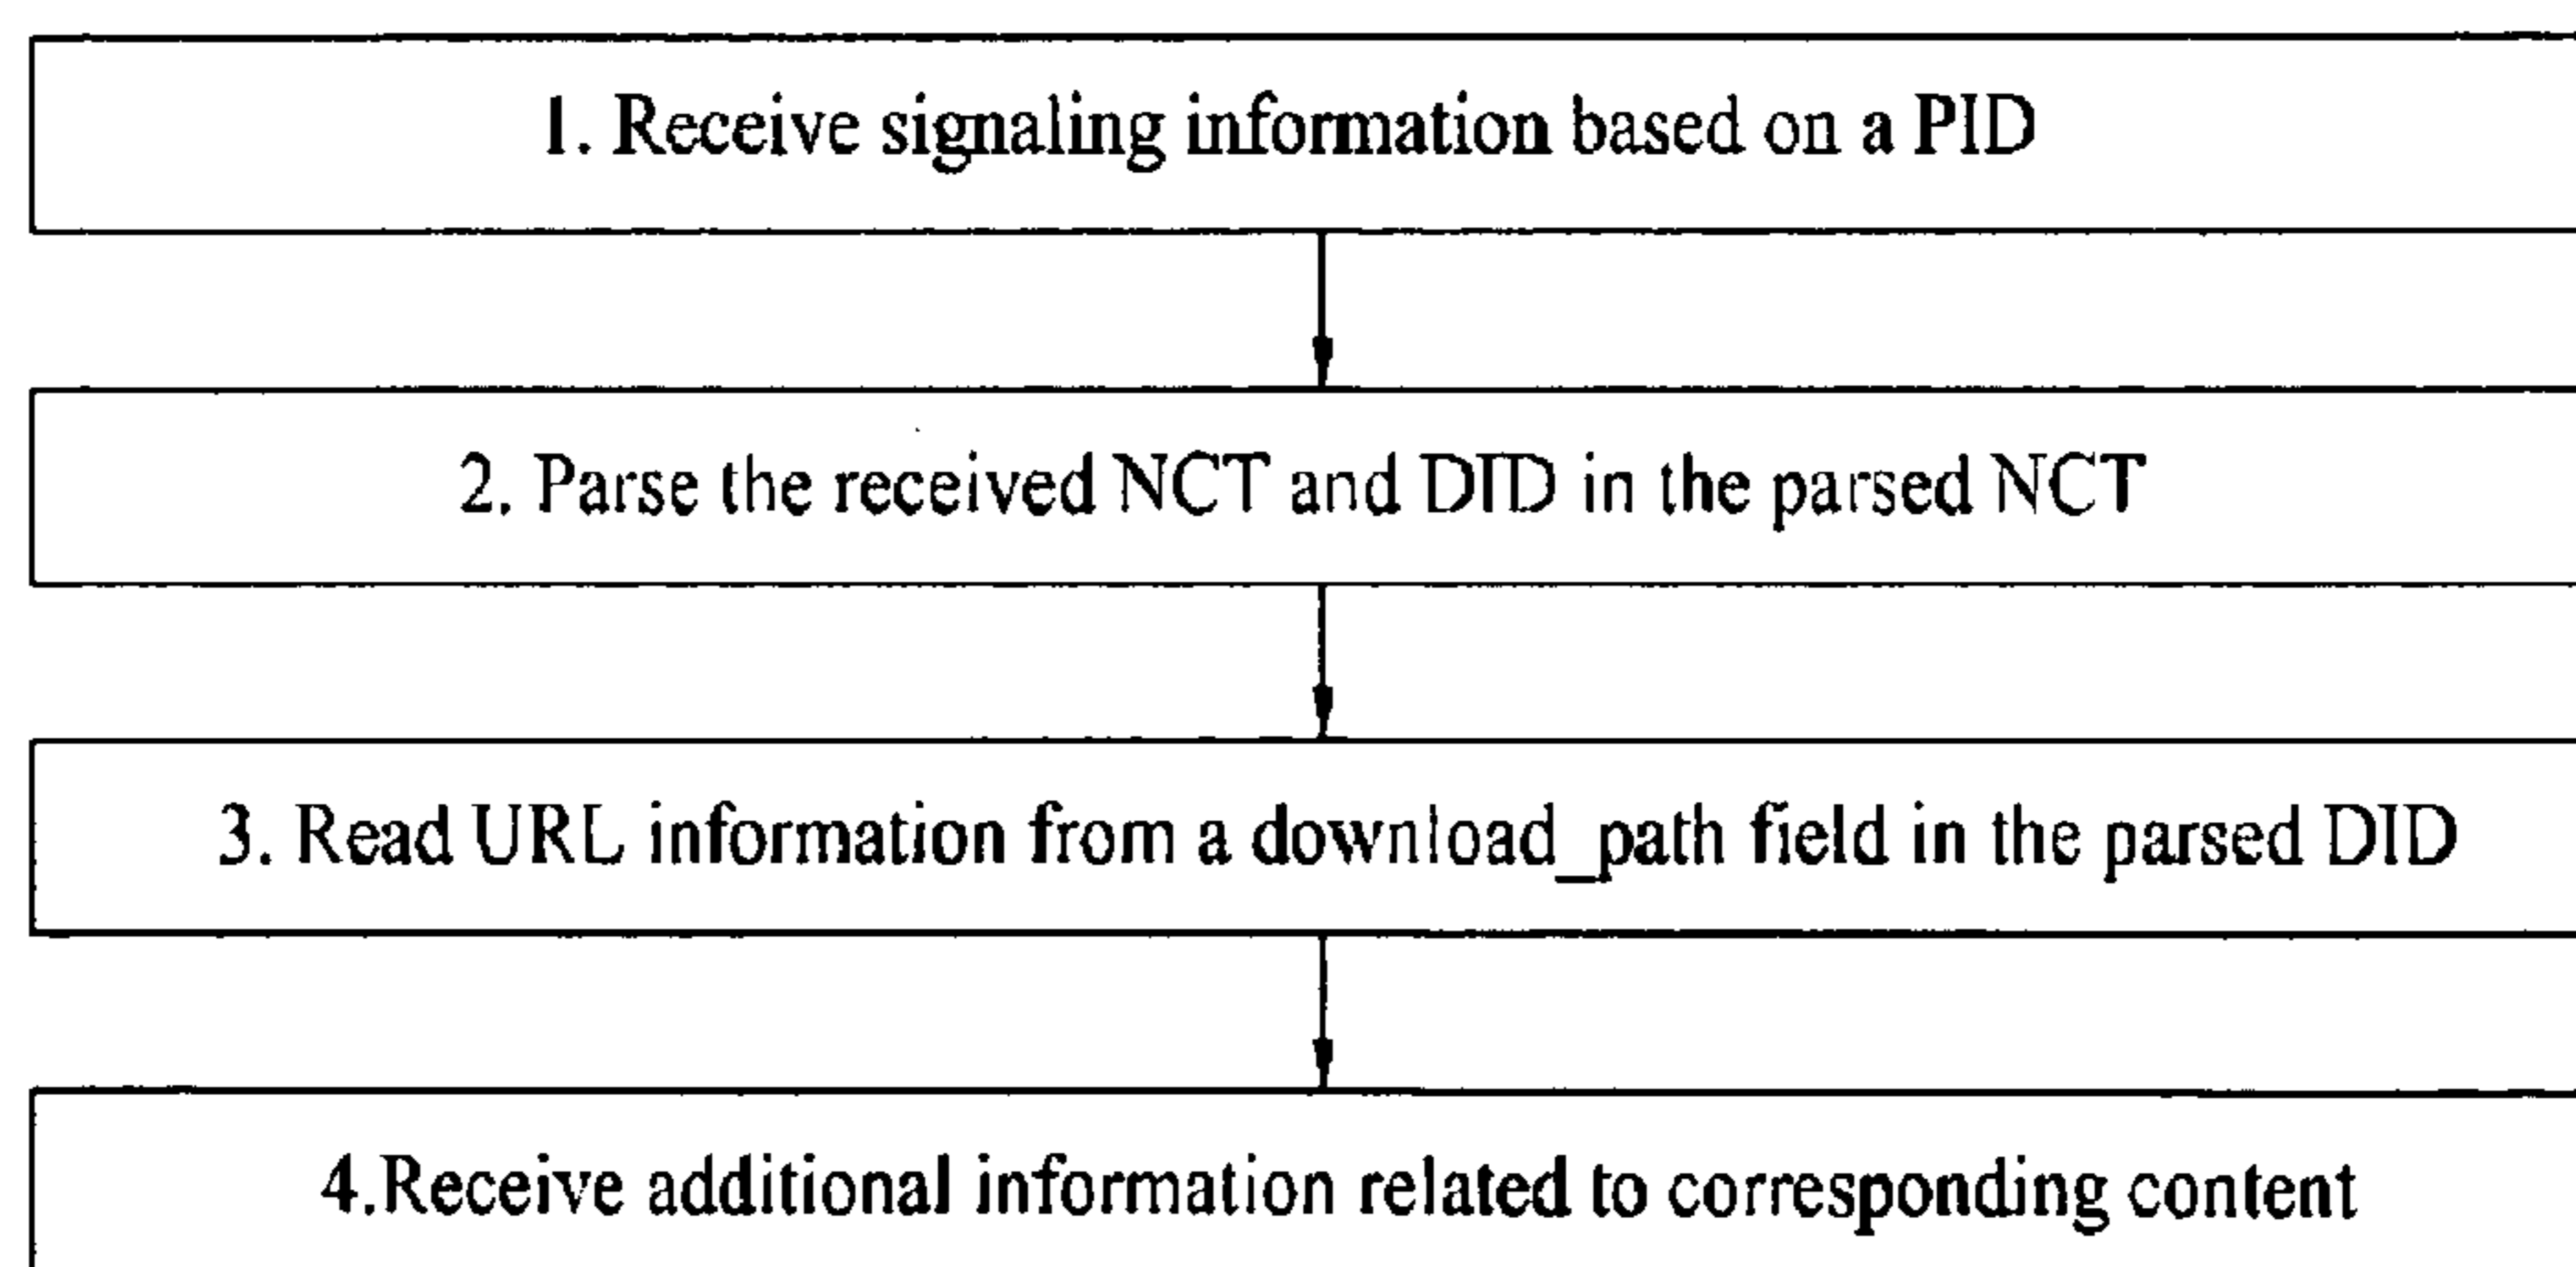 1. Receive signaling information based on a PID
2. Parse the received NCT and DID in the parsed NCT
3. Read URL information from a download_path field in the parsed DID
4.Receive additional information related to corresponding content